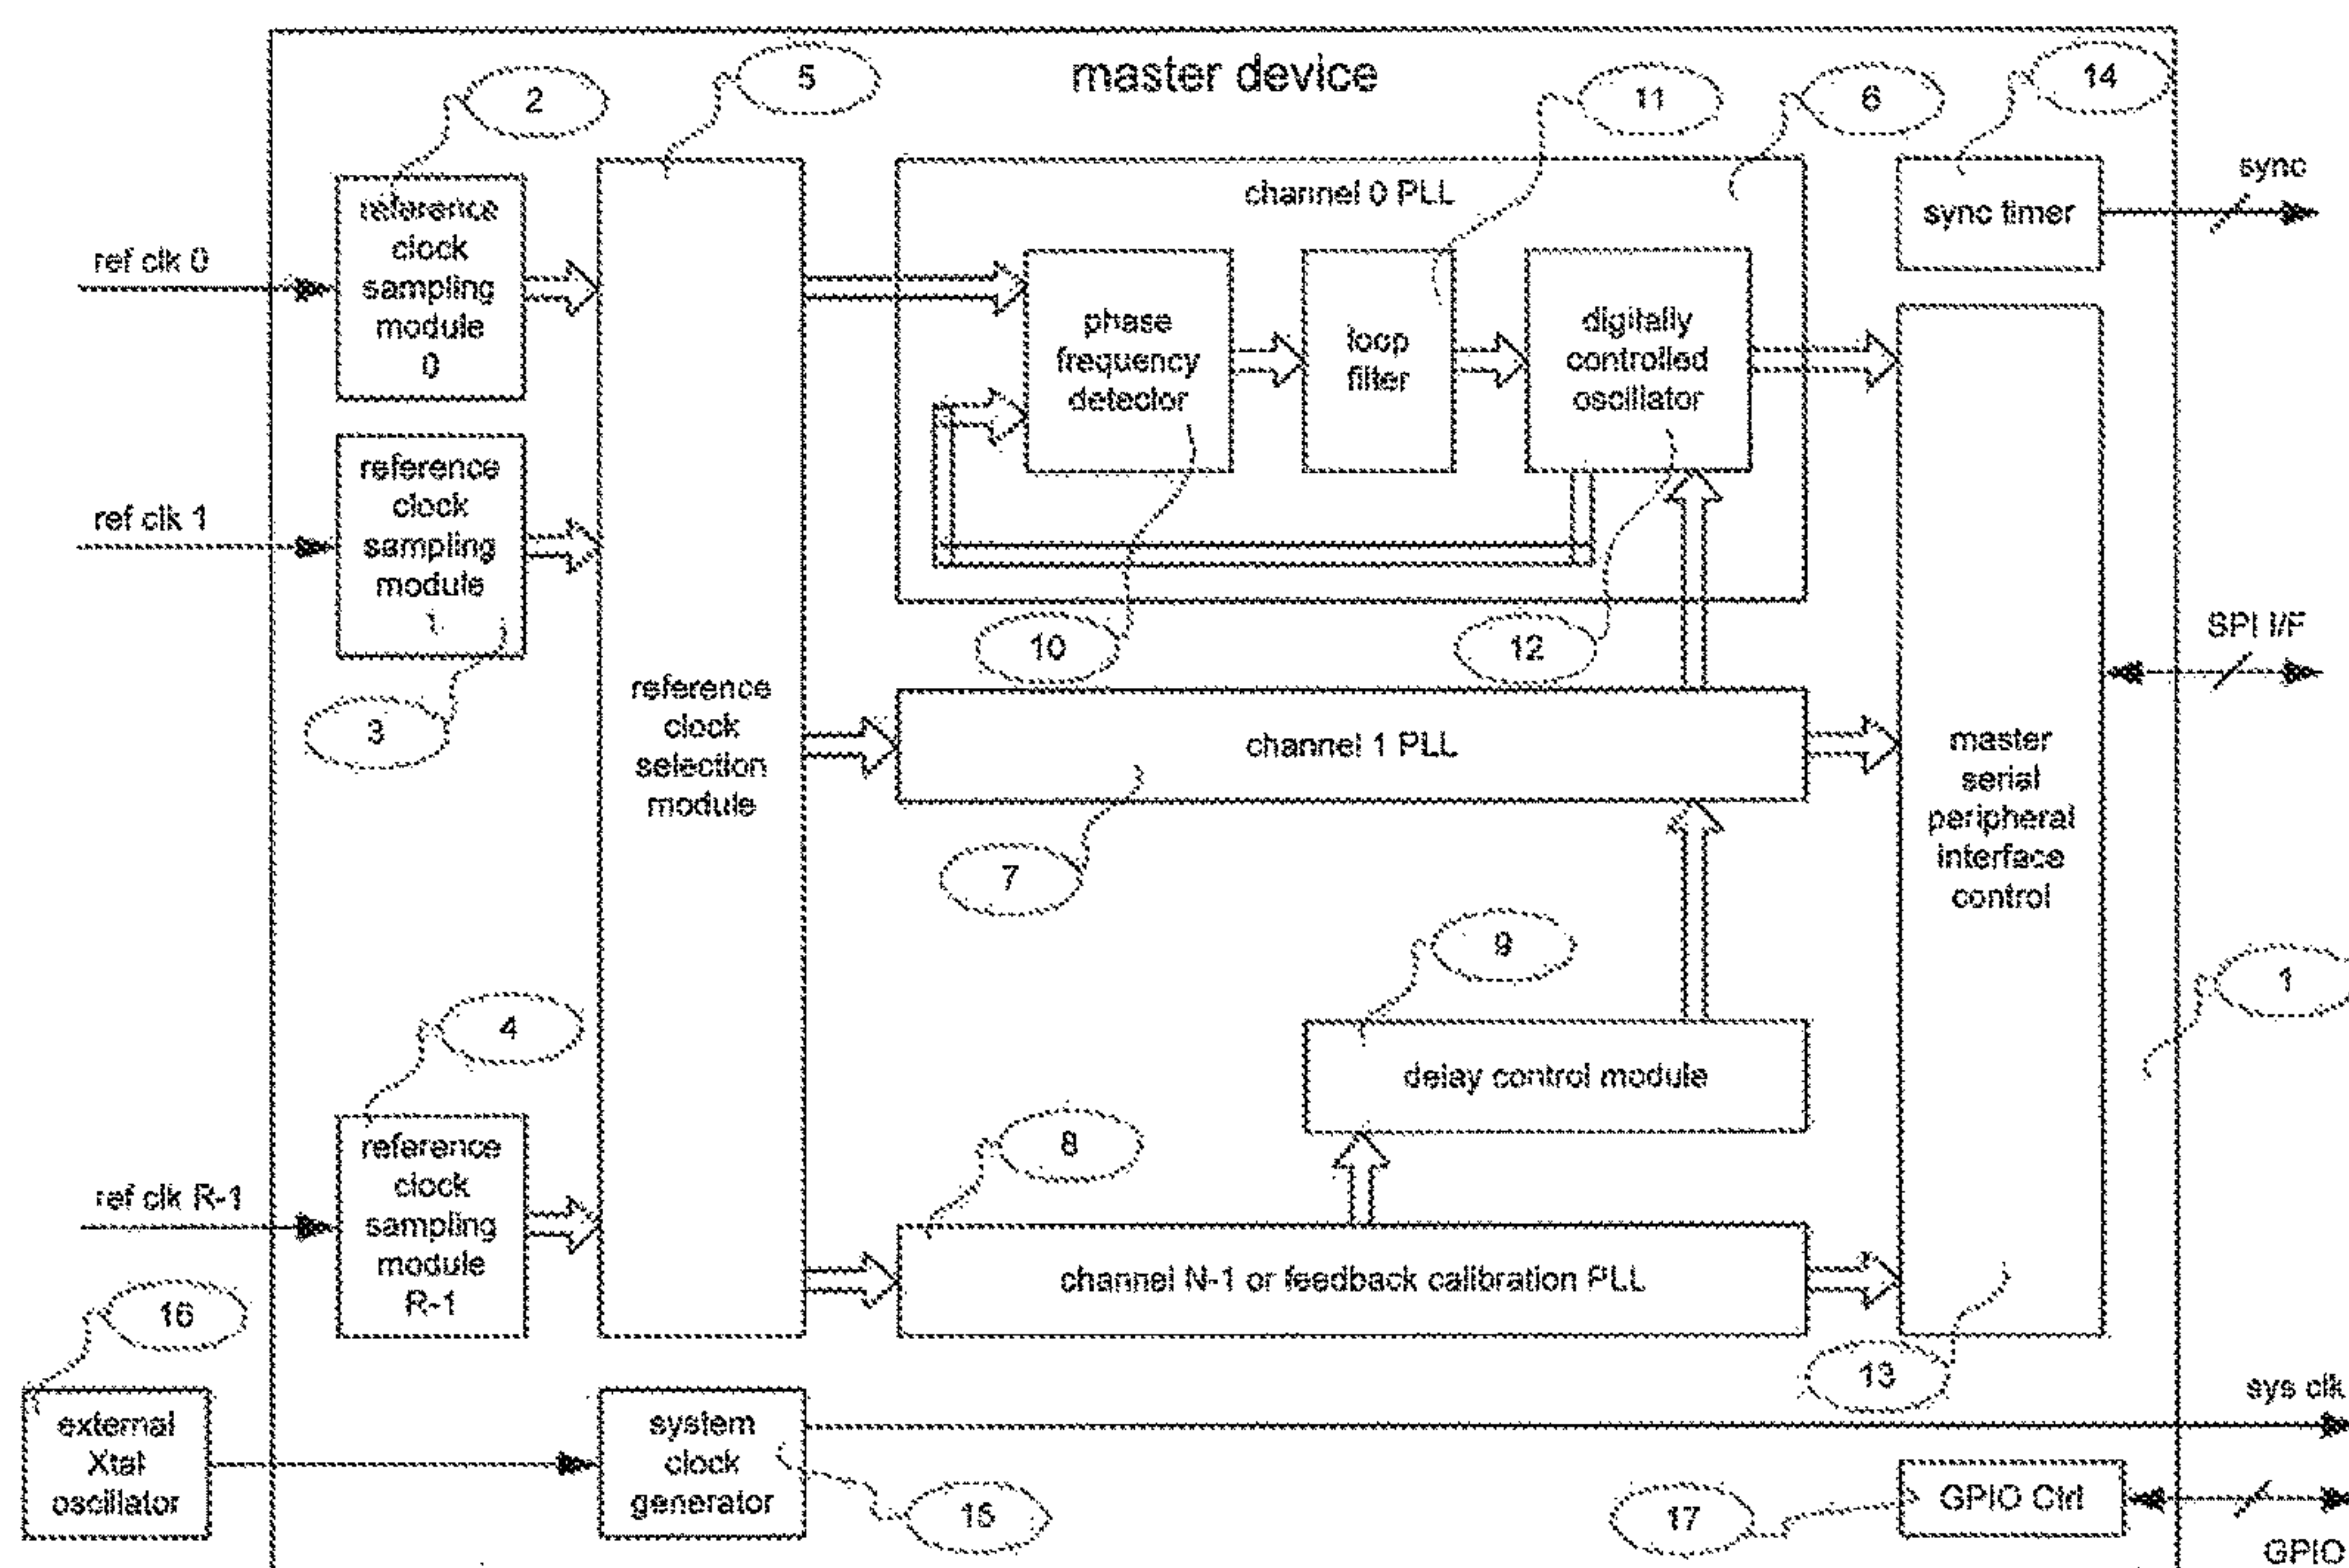 master device
2
5
11
6
14
sync
reference
clock
sampling
module
0
channel 0 PLL
sync timer
ref clk 0
phase
frequency
detector
loop
filter
digitally
controlled
oscillator
ref clk 1
reference
clock
sampling
module
1
10
12
SPI I/F
3
reference
clock
selection
module
channel 1 PLL
master
serial
peripheral
interface
control
7
9
1
4
delay control module
8
ref clk R-1
reference
clock
sampling
module
R-1
channel N-1 or feedback calibration PLL
16
13
sys clk
external
Xtal
oscillator
system
clock
generator
15
17
GPIO Ctrl
GPIO